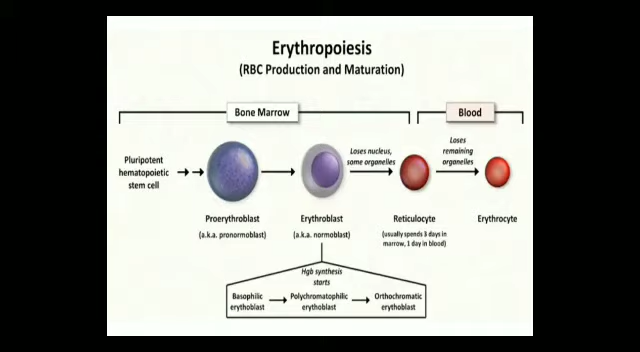 Erythropoiesis
(RBC Production and Maturation)
Bone Marrow
Blood
Pluripotent
hematopoietic
stem cell
Loses nucleus,
some organelles
Loses
remaining
organelles
Proerythroblast
(a.k.a. pronormoblast)
Erythroblast
(a.k.a. normoblast)
Reticulocyte
(usually spends 3 days in
marrow, 1 day in blood)
Erythrocyte
Hgb synthesis
starts
Basophilic
erythoblast
Polychromatophilic
erythoblast
Orthochromatic
erythoblast